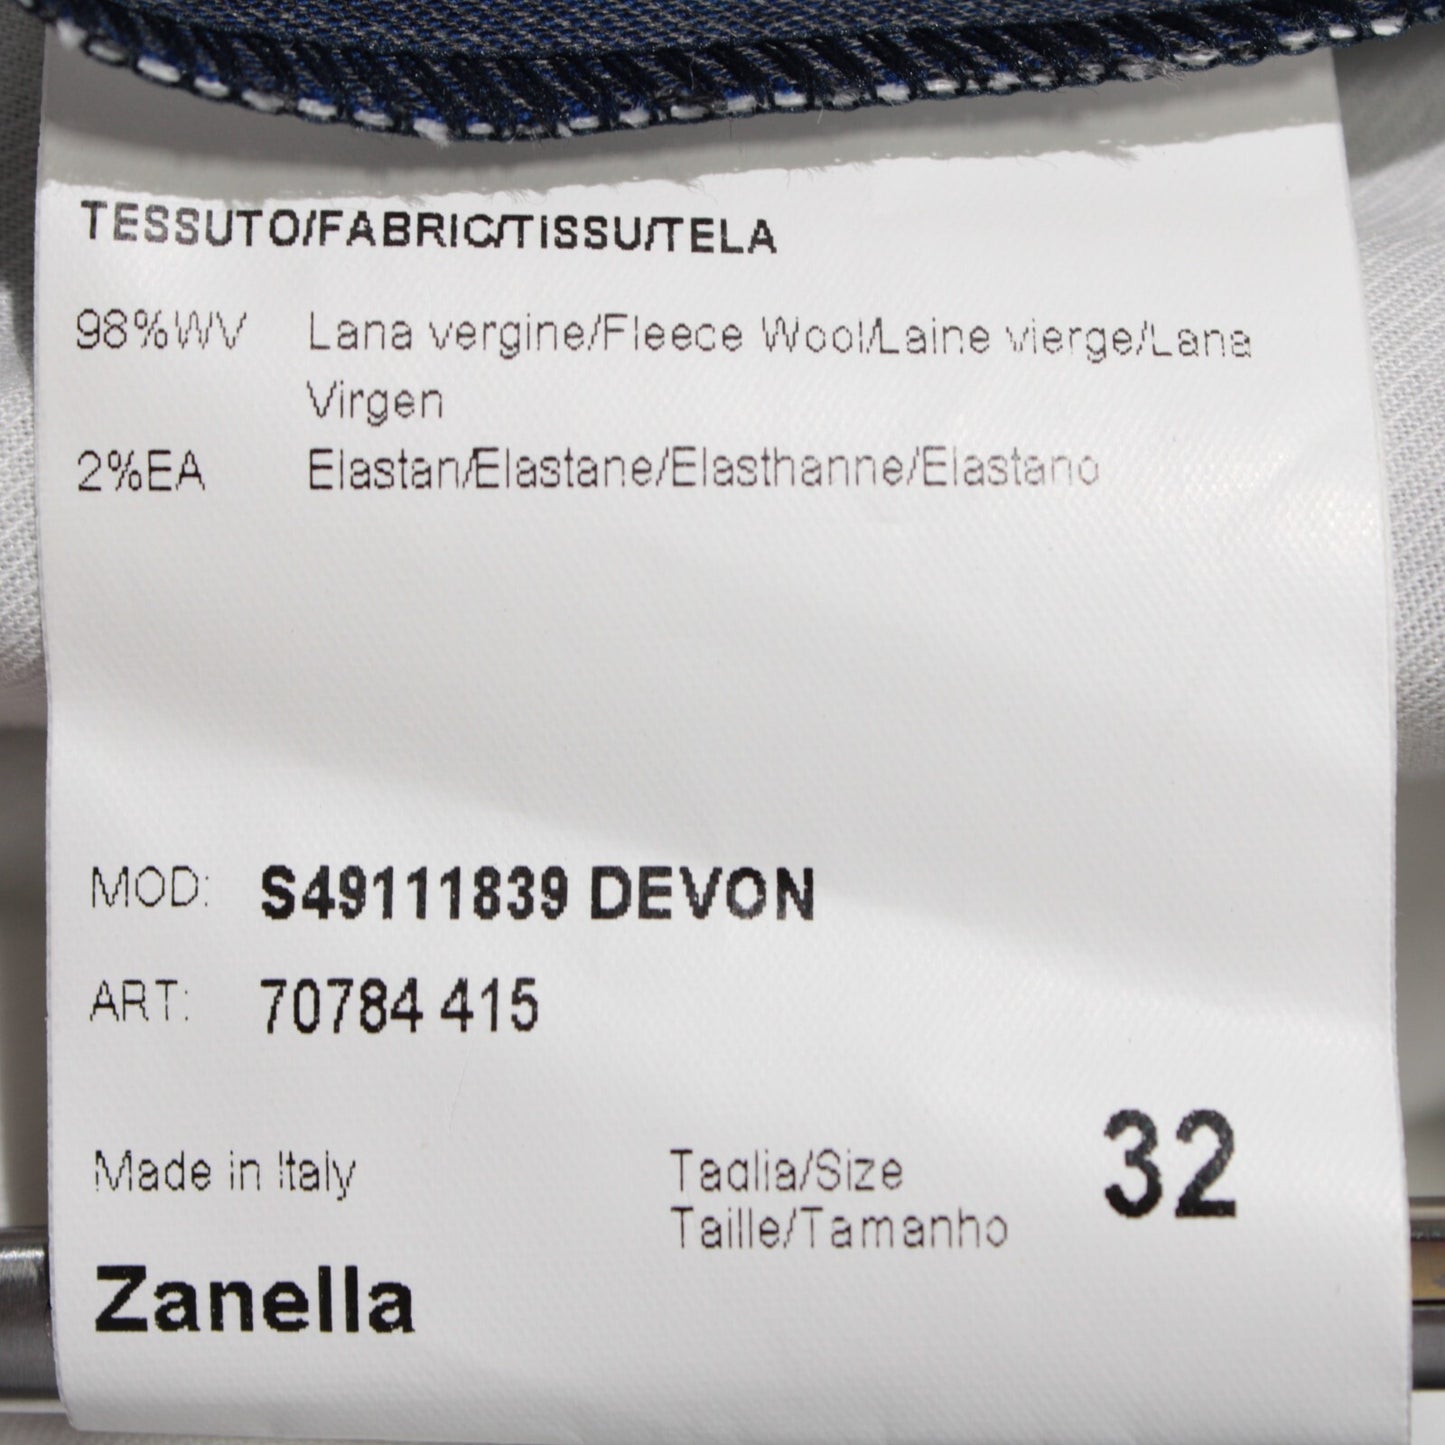 TESSUTO/FABRIC/TISSU/TELA
98%WV Lana vergine/Fleece Wool/Laine vierge/Lana
Virgen
2%EA Elastan/Elastane/Elasthanne/Elastano
MOD: S49111839 DEVON
ART: 70784 415
Made in Italy
Taglia/Size
Taille/Tamanho
32
Zanella